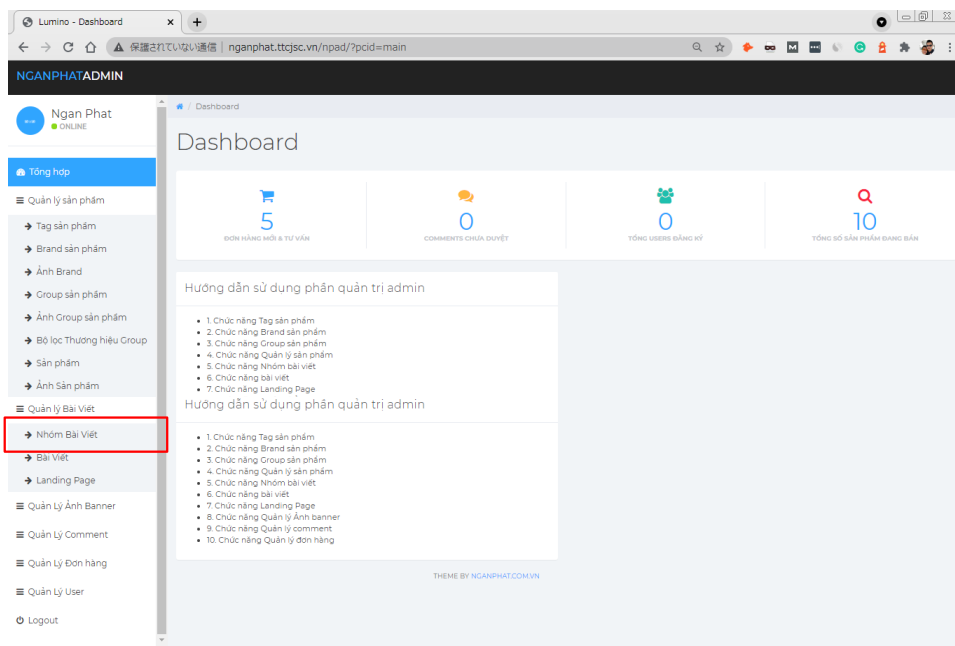 Lumino - Dashboard
保護されていない通信 | nganphat.ttcjsc.vn/npad/?pcid=main
NGANPHATADMIN
Ngan Phat
ONLINE
Tổng hợp
Quản lý sản phẩm
Tag sản phẩm
Brand sản phẩm
Ảnh Brand
Group sản phẩm
Ảnh Group sản phẩm
Bộ lọc Thương hiệu Group
Sản phẩm
Ảnh Sản phẩm
Quản lý Bài Viết
Nhóm Bài Viết
Bài Viết
Landing Page
Quản Lý Ảnh Banner
Quản Lý Comment
Quản Lý Đơn hàng
Quản Lý User
Logout
/ Dashboard
Dashboard
5
ĐƠN HÀNG MỚI & TƯ VẤN
0
COMMENTS CHƯA DUYỆT
0
TỔNG USERS ĐĂNG KÝ
10
TỔNG SỐ SẢN PHẨM ĐANG BÁN
Hướng dẫn sử dụng phần quản trị admin
1. Chức năng Tag sản phẩm
2. Chức năng Brand sản phẩm
3. Chức năng Group sản phẩm
4. Chức năng Quản lý sản phẩm
5. Chức năng Nhóm bài viết
6. Chức năng bài viết
7. Chức năng Landing Page
Hướng dẫn sử dụng phần quản trị admin
1. Chức năng Tag sản phẩm
2. Chức năng Brand sản phẩm
3. Chức năng Group sản phẩm
4. Chức năng Quản lý sản phẩm
5. Chức năng Nhóm bài viết
6. Chức năng bài viết
7. Chức năng Landing Page
8. Chức năng Quản lý Ảnh banner
9. Chức năng Quản lý comment
10. Chức năng Quản lý đơn hàng
THEME BY NGANPHAT.COM.VN